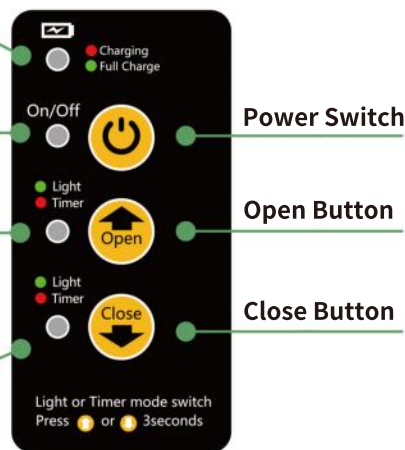 Charging
Full Charge
On/Off
Power Switch
Light
Timer
Open
Open Button
Light
Timer
Close
Close Button
Light or Timer mode switch
Press or 3seconds